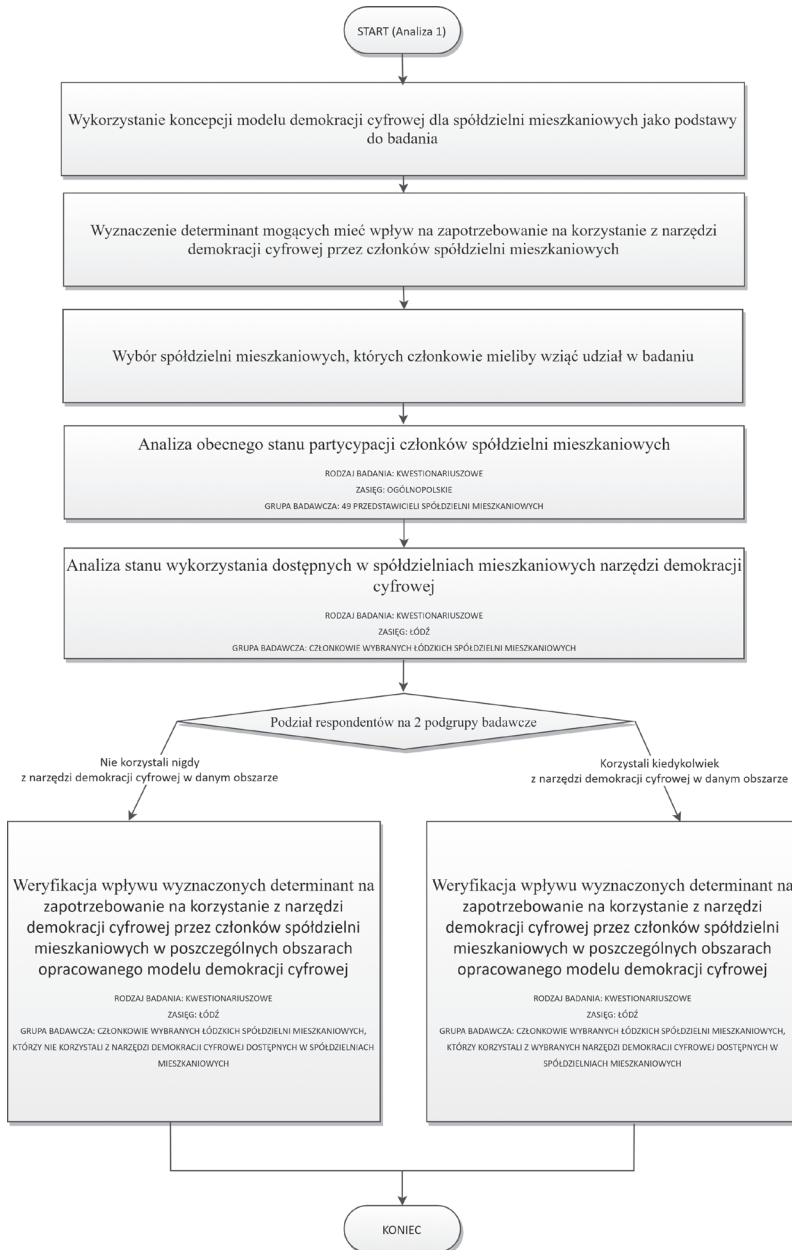 START (Analiza 1)
Wykorzystanie koncepcji modelu demokracji cyfrowej dla spółdzielni mieszkaniowych jako podstawy
do badania
Wyznaczenie determinant mogących mieć wpływ na zapotrzebowanie na korzystanie z narzędzi
demokracji cyfrowej przez członków spółdzielni mieszkaniowych
Wybór spółdzielni mieszkaniowych, których członkowie mieliby wziąć udział w badaniu
Analiza obecnego stanu partycypacji członków spółdzielni mieszkaniowych
RODZAJ BADANIA: KWESTIONARIUSZOWE
ZASIĘG: OGÓLNOPOLSKIE
GRUPA BADAWCZA: 49 PRZEDSTAWICIELI SPÓŁDZIELNI MIESZKANIOWYCH
Analiza stanu wykorzystania dostępnych w spółdzielniach mieszkaniowych narzędzi demokracji
cyfrowej
RODZAJ BADANIA: KWESTIONARIUSZOWE
ZASIĘG: ŁÓDŹ
GRUPA BADAWCZA: CZŁONKOWIE WYBRANYCH ŁÓDZKICH SPÓŁDZIELNI MIESZKANIOWYCH
Podział respondentów na 2 podgrupy badawcze
Nie korzystali nigdy
z narzędzi demokracji cyfrowej w danym obszarze
Korzystali kiedykolwiek
z narzędzi demokracji cyfrowej w danym obszarze
Weryfikacja wpływu wyznaczonych determinant na
zapotrzebowanie na korzystanie z narzędzi
demokracji cyfrowej przez członków spółdzielni
mieszkaniowych w poszczególnych obszarach
opracowanego modelu demokracji cyfrowej
RODZAJ BADANIA: KWESTIONARIUSZOWE
ZASIĘG: ŁÓDŹ
GRUPA BADAWCZA: CZŁONKOWIE WYBRANYCH ŁÓDZKICH SPÓŁDZIELNI MIESZKANIOWYCH,
KTÓRZY NIE KORZYSTALI Z NARZĘDZI DEMOKRACJI CYFROWEJ DOSTĘPNYCH W SPÓŁDZIELNIACH
MIESZKANIOWYCH
Weryfikacja wpływu wyznaczonych determinant na
zapotrzebowanie na korzystanie z narzędzi
demokracji cyfrowej przez członków spółdzielni
mieszkaniowych w poszczególnych obszarach
opracowanego modelu demokracji cyfrowej
RODZAJ BADANIA: KWESTIONARIUSZOWE
ZASIĘG: ŁÓDŹ
GRUPA BADAWCZA: CZŁONKOWIE WYBRANYCH ŁÓDZKICH SPÓŁDZIELNI MIESZKANIOWYCH,
KTÓRZY KORZYSTALI Z WYBRANYCH NARZĘDZI DEMOKRACJI CYFROWEJ DOSTĘPNYCH W
SPÓŁDZIELNIACH MIESZKANIOWYCH
KONIEC